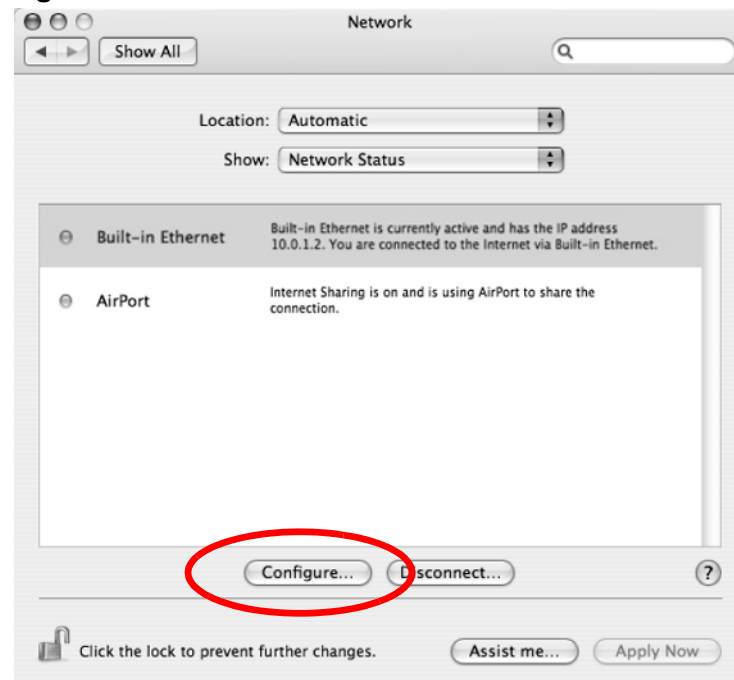 Network
Show All
Location: Automatic
Show: Network Status
Built-in Ethernet
Built-in Ethernet is currently active and has the IP address
10.0.1.2. You are connected to the Internet via Built-in Ethernet.
AirPort
Internet Sharing is on and is using AirPort to share the
connection.
Configure... Disconnect... ?
Click the lock to prevent further changes. Assist me... Apply Now